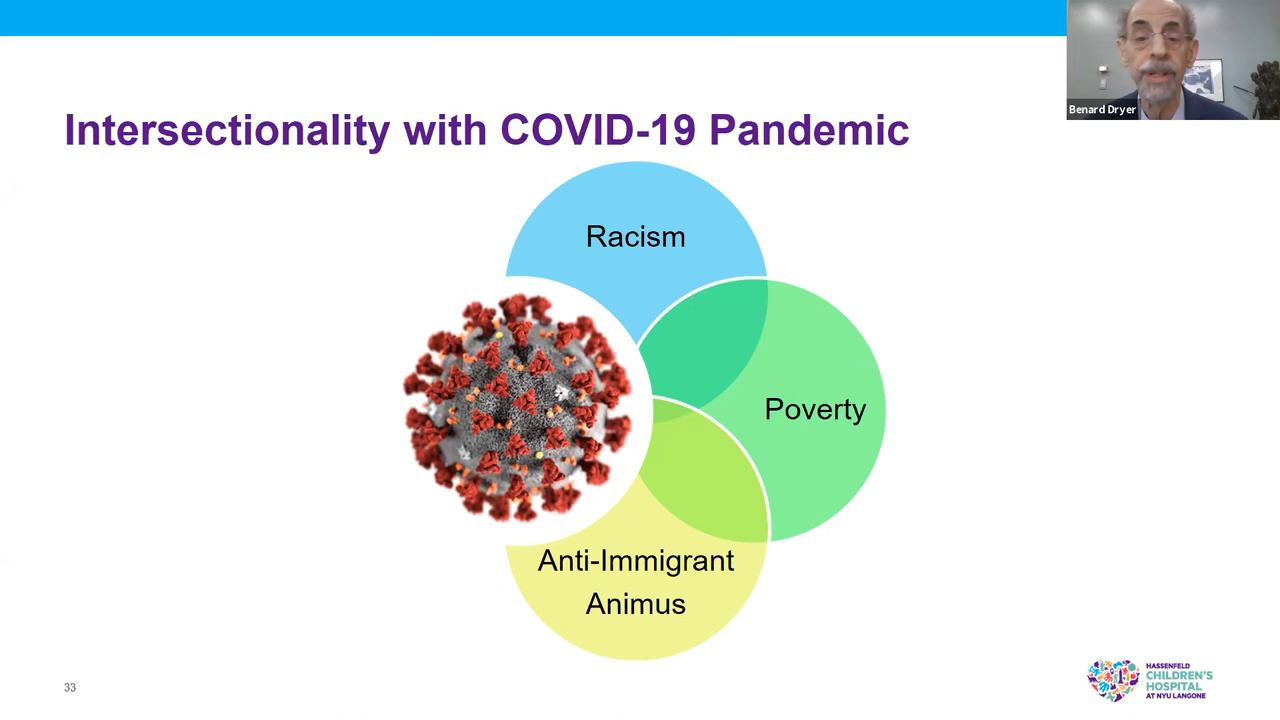 Benard Dryer
Intersectionality with COVID-19 Pandemic
Racism
Poverty
Anti-Immigrant
Animus
33
HASSENFELD
CHILDREN'S
HOSPITAL
AT NYU LANGONE